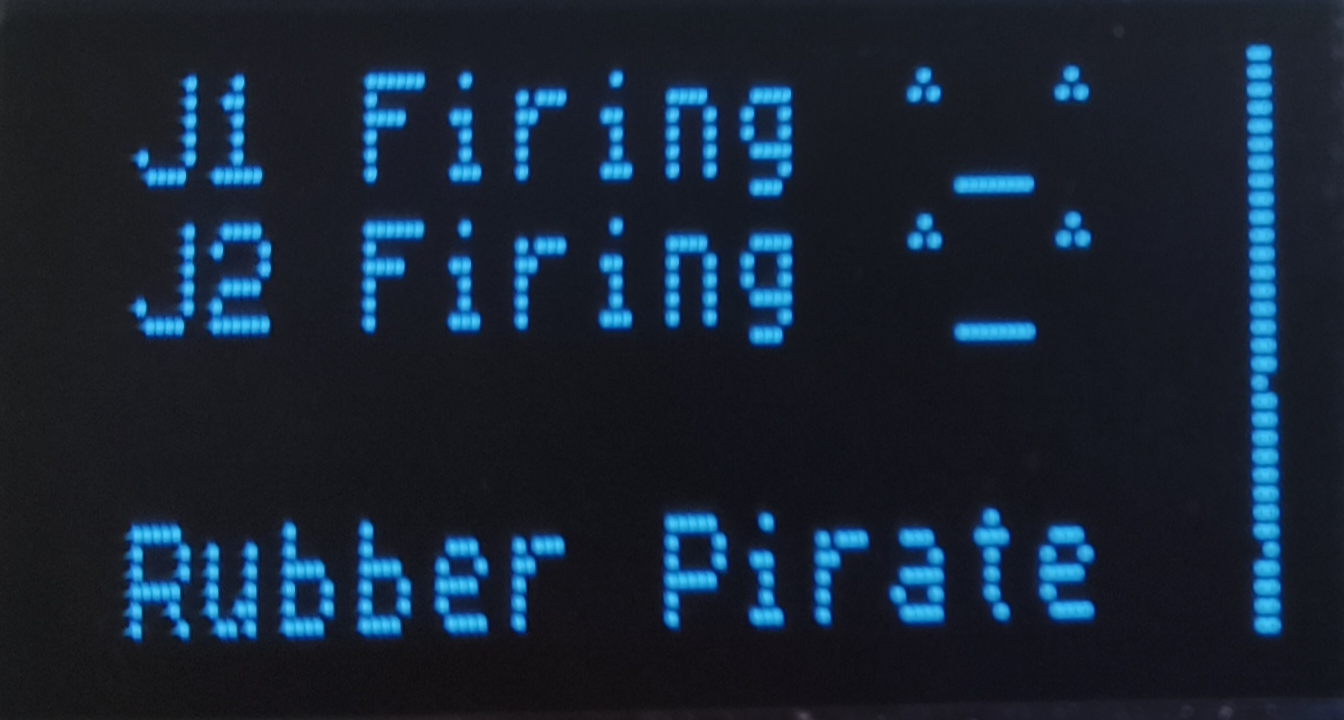 J1 Firing ^_^
J2 Firing ^_^
Rubber Pirate